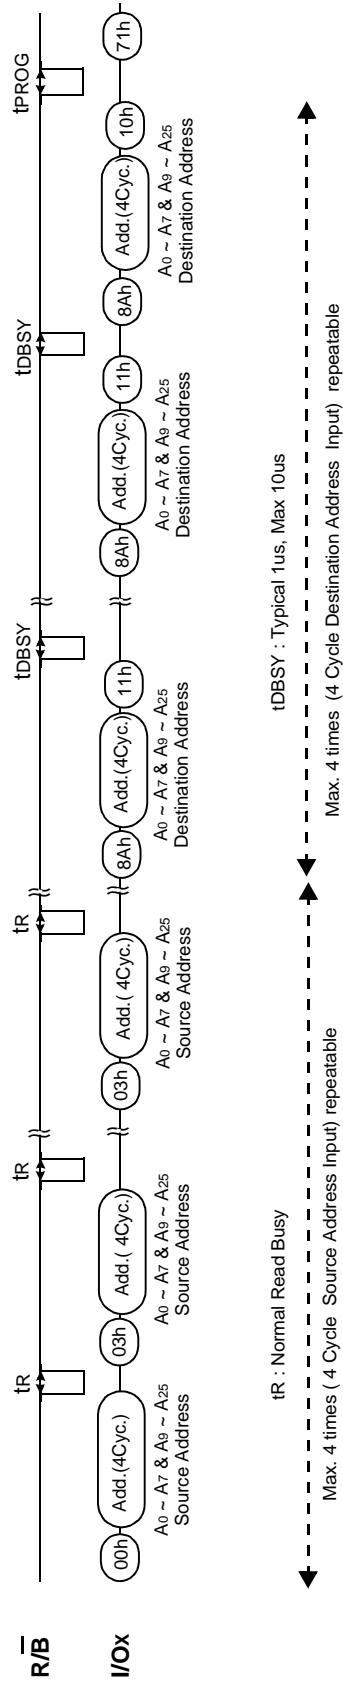 R/B
tR
tR
tR
tDBSY
tDBSY
tPROG
I/Ox
00h
Add.(4Cyc.)
03h
Add.( 4Cyc.)
03h
Add.( 4Cyc.)
8Ah
Add.(4Cyc.)
11h
8Ah
Add.(4Cyc.)
11h
8Ah
Add.(4Cyc.)
10h
71h
A0 ~ A7 & A9 ~ A25
Source Address
A0 ~ A7 & A9 ~ A25
Source Address
A0 ~ A7 & A9 ~ A25
Source Address
A0 ~ A7 & A9 ~ A25
Destination Address
A0 ~ A7 & A9 ~ A25
Destination Address
A0 ~ A7 & A9 ~ A25
Destination Address
tR : Normal Read Busy
tDBSY : Typical 1us, Max 10us
Max. 4 times ( 4 Cycle Source Address Input) repeatable
Max. 4 times (4 Cycle Destination Address Input) repeatable